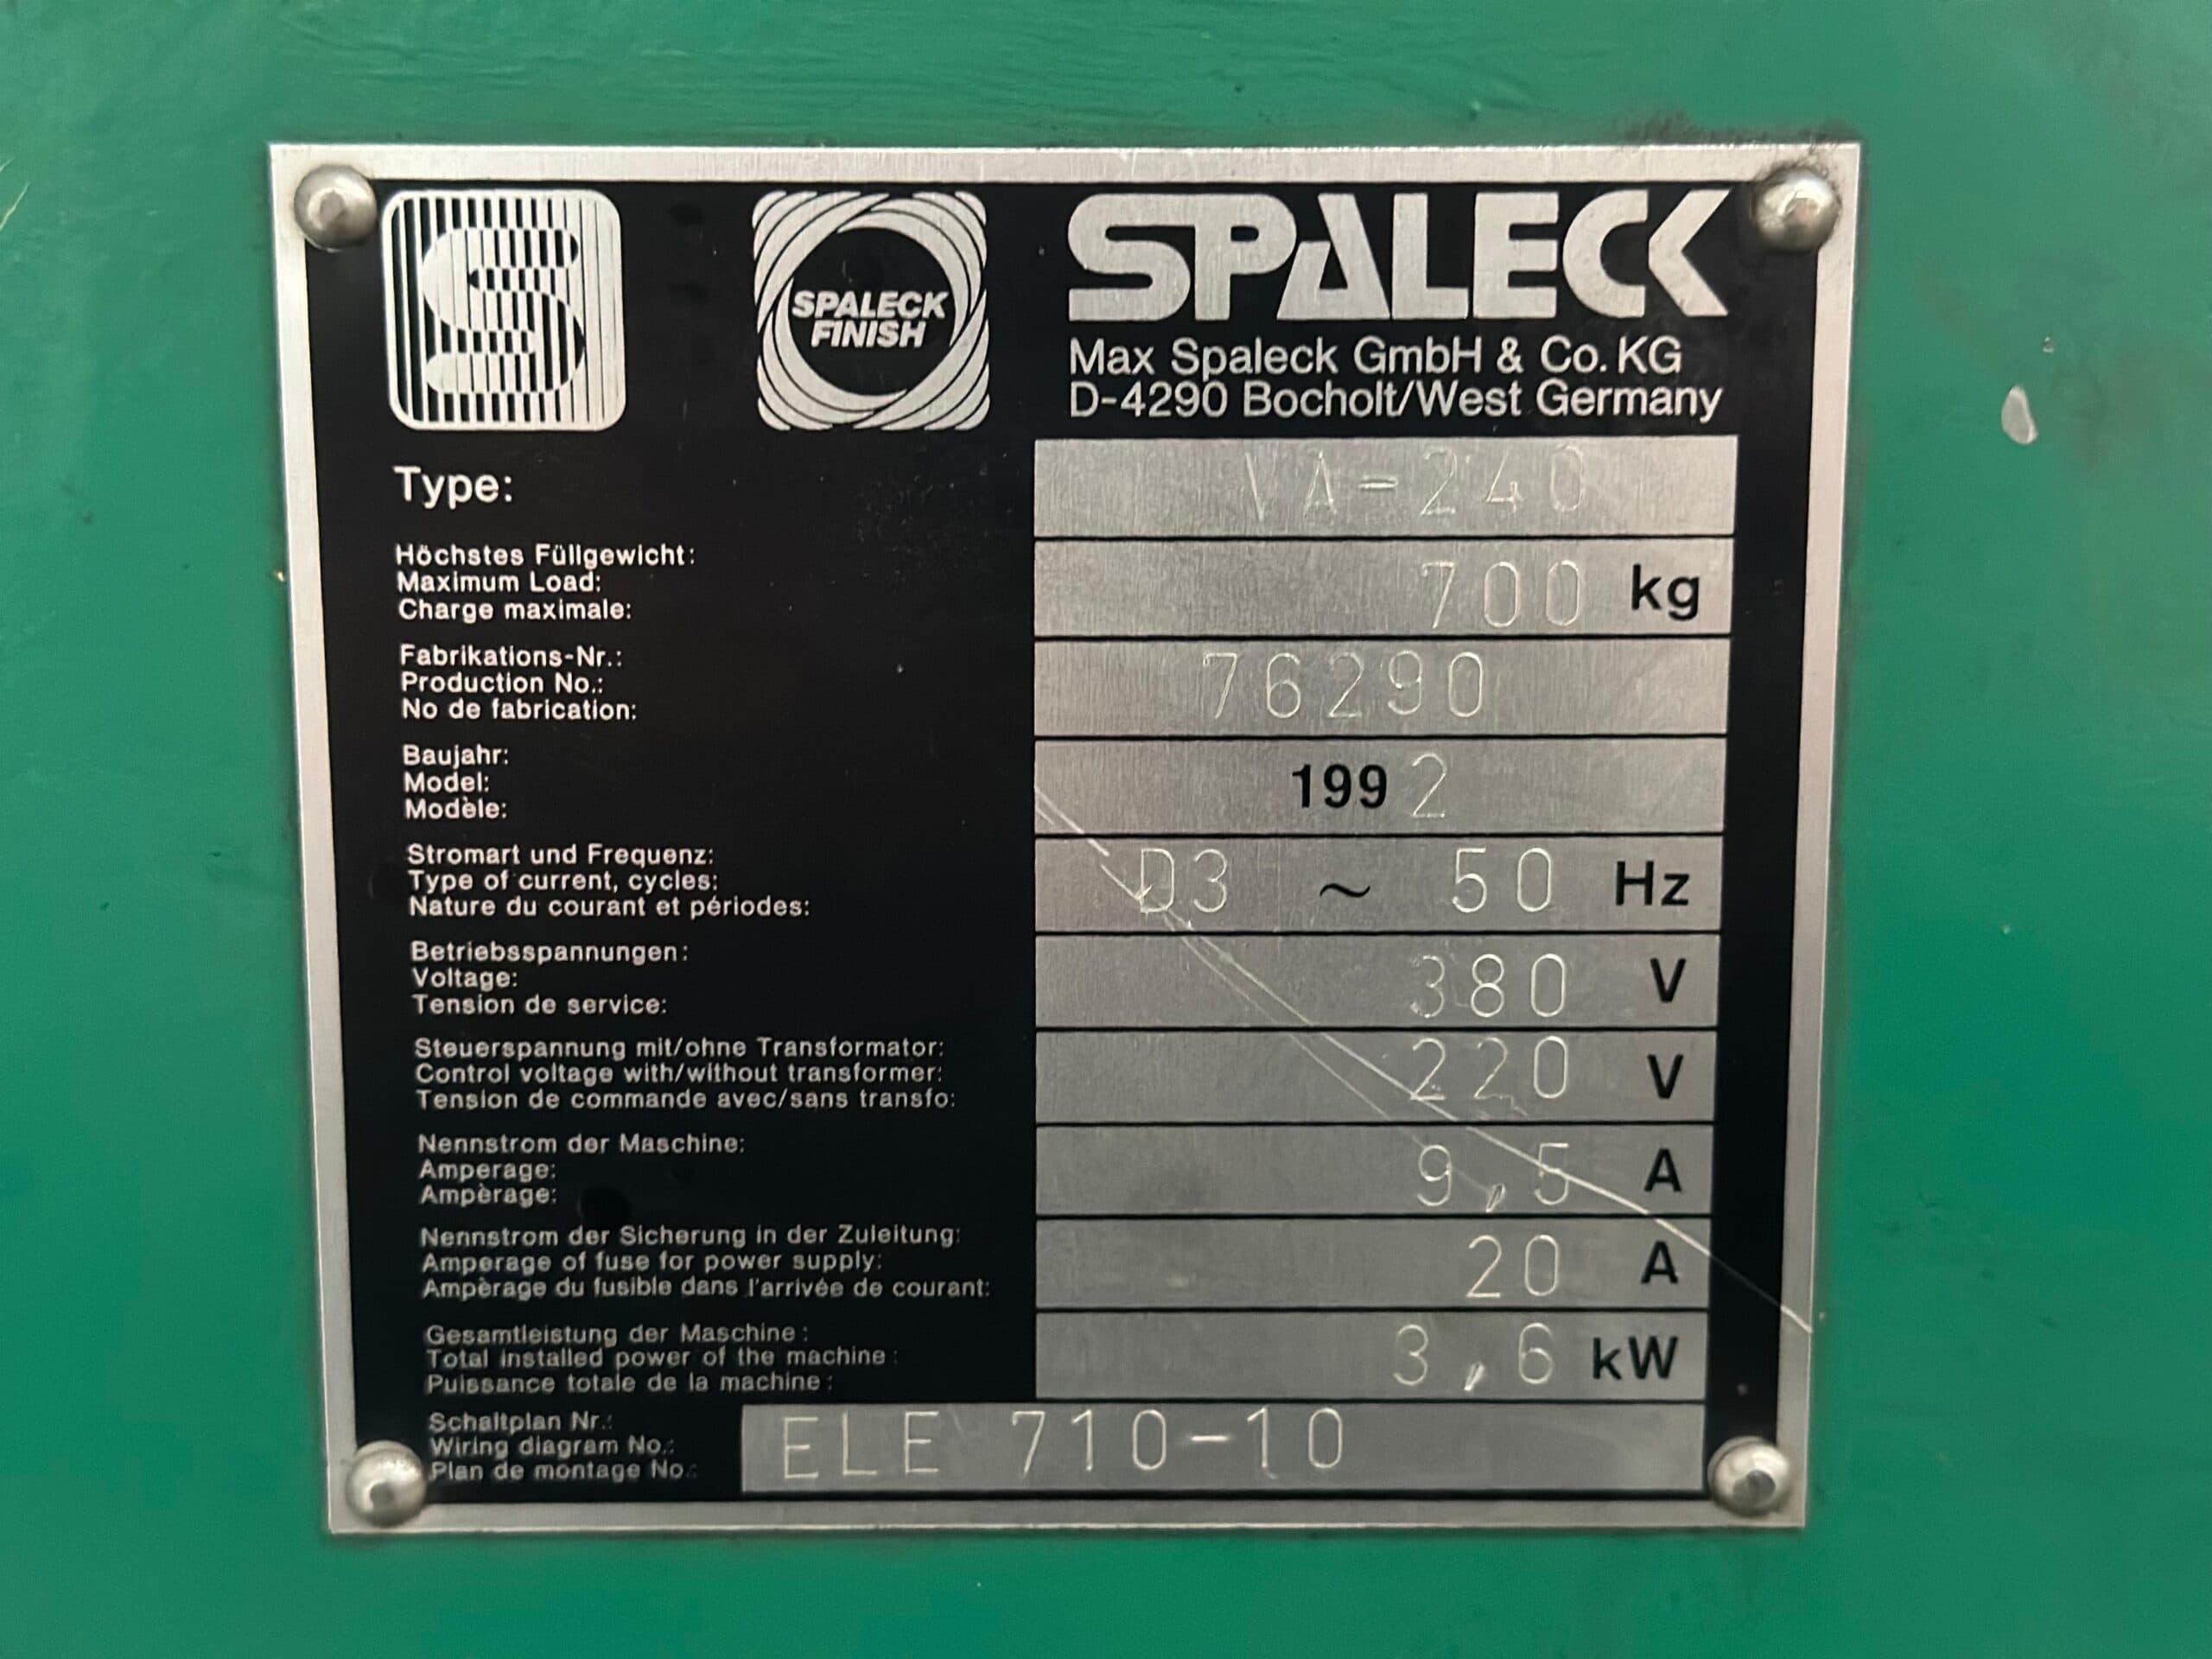 S
SPALECK
FINISH
SPALECK
Max Spaleck GmbH & Co. KG
D-4290 Bocholt/West Germany
Type: VA-240
Höchstes Füllgewicht:
Maximum Load: 700 kg
Charge maximale:
Fabrikations-Nr.:
Production No.: 76290
No de fabrication:
Baujahr:
Model: 1992
Modèle:
Stromart und Frequenz:
Type of current, cycles: D3 ~ 50 Hz
Nature du courant et périodes:
Betriebsspannungen:
Voltage: 380 V
Tension de service:
Steuerspannung mit/ohne Transformator:
Control voltage with/without transformer: 220 V
Tension de commande avec/sans transfo:
Nennstrom der Maschine:
Amperage: 9,5 A
Ampèrage:
Nennstrom der Sicherung in der Zuleitung:
Amperage of fuse for power supply: 20 A
Ampèrage du fusible dans l'arrivée de courant:
Gesamtleistung der Maschine:
Total installed power of the machine: 3,6 kW
Puissance totale de la machine:
Schaltplan Nr.:
Wiring diagram No.: ELE 710-10
Plan de montage No.: